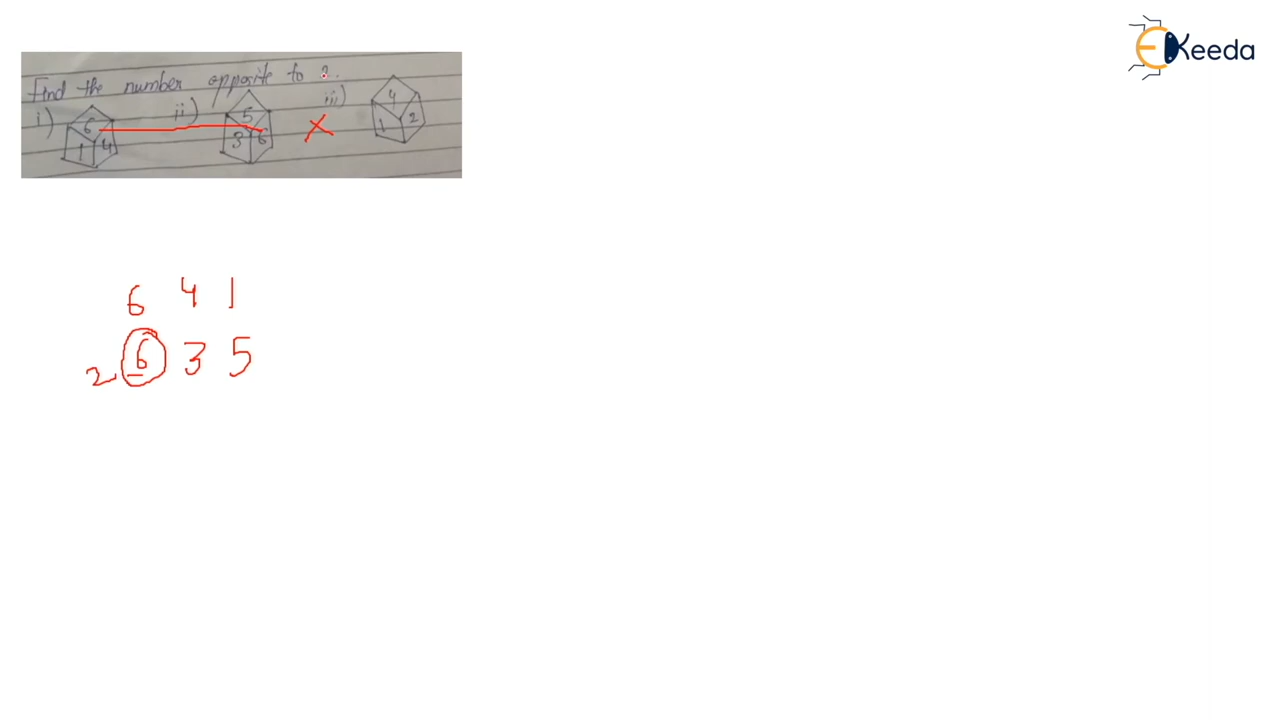 EKeeda
Find the number opposite to 2.
i) 6 1 4
ii) 5 3 6
iii) 4 1 2
6 4 1
2 6 3 5